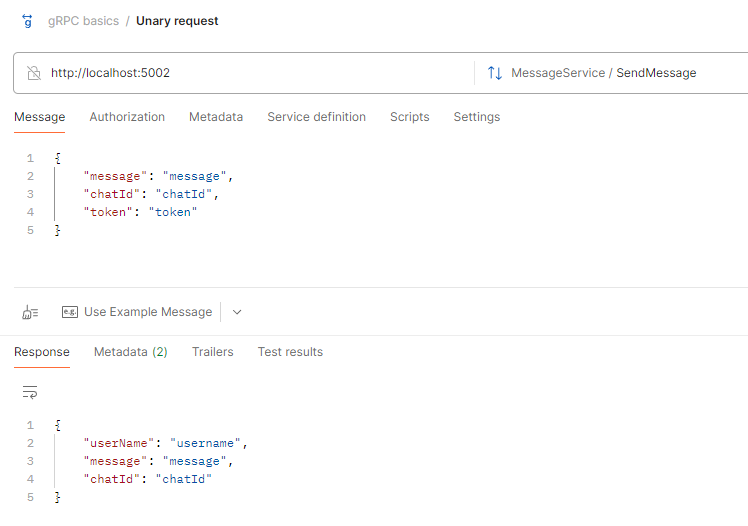 gRPC basics / Unary request
http://localhost:5002 MessageService / SendMessage
Message Authorization Metadata Service definition Scripts Settings
1 {
2 "message": "message",
3 "chatId": "chatId",
4 "token": "token"
5 }
e.g. Use Example Message
Response Metadata (2) Trailers Test results
1 {
2 "userName": "username",
3 "message": "message",
4 "chatId": "chatId"
5 }